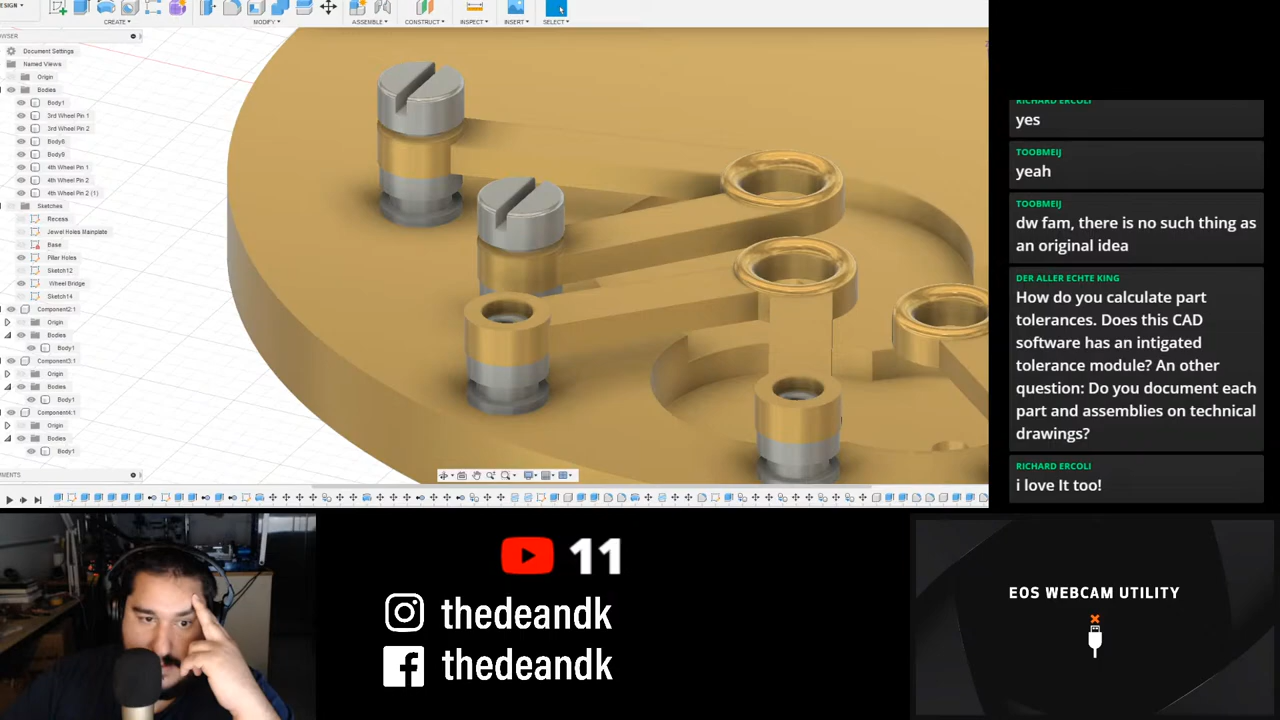 ESIGN
CREATE
MODIFY
ASSEMBLE
CONSTRUCT
INSPECT
INSERT
SELECT
OWSER
Document Settings
Named Views
Origin
Bodies
Body1
3rd Wheel Pin 1
3rd Wheel Pin 2
Body8
Body9
4th Wheel Pin 1
4th Wheel Pin 2
4th Wheel Pin 2 (1)
Sketches
Recess
Jewel Holes Mainplate
Base
Pillar Holes
Sketch12
Wheel Bridge
Sketch14
Component2:1
Origin
Bodies
Body1
Component3:1
Origin
Bodies
Body1
Component4:1
Origin
Bodies
Body1
MENTS
RICHARD ERCOLI
yes
TOOBMEIJ
yeah
TOOBMEIJ
dw fam, there is no such thing as
an original idea
DER ALLER ECHTE KING
How do you calculate part
tolerances. Does this CAD
software has an intigated
tolerance module? An other
question: Do you document each
part and assemblies on technical
drawings?
RICHARD ERCOLI
i love It too!
11
thedeandk
thedeandk
EOS WEBCAM UTILITY